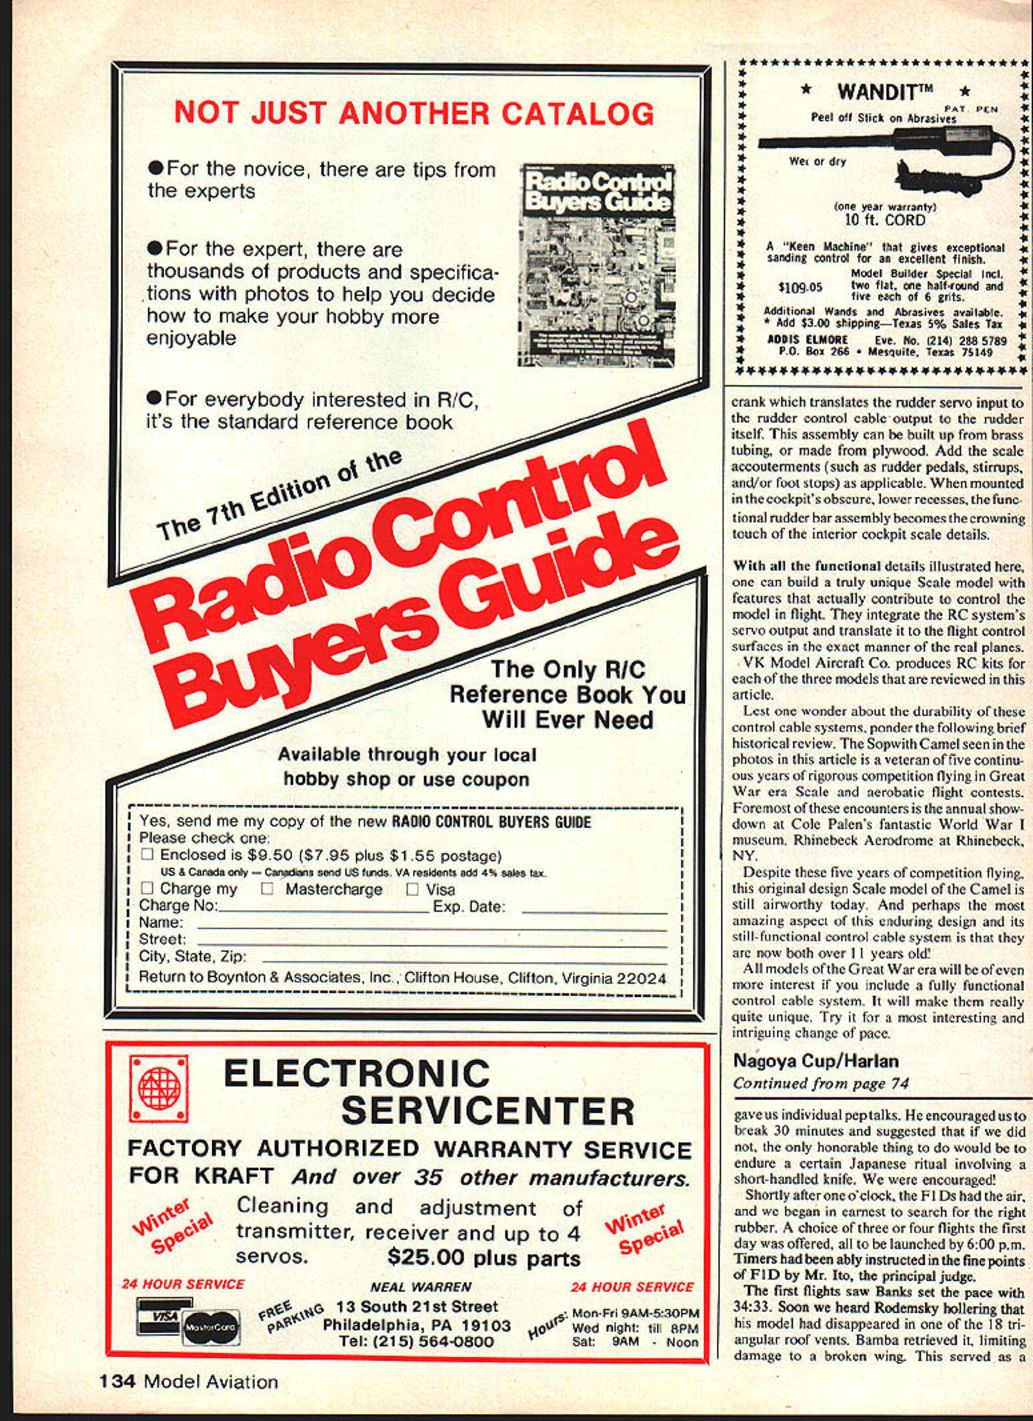 NOT JUST ANOTHER CATALOG
●For the novice, there are tips from
the experts
●For the expert, there are
thousands of products and specifica-
tions with photos to help you decide
how to make your hobby more
enjoyable
●For everybody interested in R/C,
it's the standard reference book
Radio Control
Buyers Guide
The 7th Edition of the
Radio Control
Buyers Guide
The Only R/C
Reference Book You
Will Ever Need
Available through your local
hobby shop or use coupon
Yes, send me my copy of the new RADIO CONTROL BUYERS GUIDE
Please check one:
☐ Enclosed is $9.50 ($7.95 plus $1.55 postage)
US & Canada only — Canadians send US funds. VA residents add 4% sales tax.
☐ Charge my ☐ Mastercharge ☐ Visa
Charge No: Exp. Date:
Name:
Street:
City, State, Zip:
Return to Boynton & Associates, Inc., Clifton House, Clifton, Virginia 22024
ELECTRONIC
SERVICENTER
FACTORY AUTHORIZED WARRANTY SERVICE
FOR KRAFT And over 35 other manufacturers.
Winter
Special
Cleaning and adjustment of
transmitter, receiver and up to 4
servos. $25.00 plus parts
Winter
Special
24 HOUR SERVICE
VISA
MasterCard
FREE
PARKING
NEAL WARREN
13 South 21st Street
Philadelphia, PA 19103
Tel: (215) 564-0800
24 HOUR SERVICE
Hours: Mon-Fri 9AM-5:30PM
Wed night: till 8PM
Sat: 9AM - Noon
134 Model Aviation
★ WANDIT™ ★
PAT. PEN
Peel off Stick on Abrasives
Wet or dry
(one year warranty)
10 ft. CORD
A "Keen Machine" that gives exceptional
sanding control for an excellent finish.
Model Builder Special Incl.
$109.05 two flat, one half-round and
five each of 6 grits.
Additional Wands and Abrasives available.
* Add $3.00 shipping—Texas 5% Sales Tax
ADDIS ELMORE Eve. No. (214) 288 5789
P.O. Box 266 • Mesquite, Texas 75149
crank which translates the rudder servo input to
the rudder control cable output to the rudder
itself. This assembly can be built up from brass
tubing, or made from plywood. Add the scale
accouterments (such as rudder pedals, stirrups,
and/or foot stops) as applicable. When mounted
in the cockpit's obscure, lower recesses, the func-
tional rudder bar assembly becomes the crowning
touch of the interior cockpit scale details.
With all the functional details illustrated here,
one can build a truly unique Scale model with
features that actually contribute to control the
model in flight. They integrate the RC system's
servo output and translate it to the flight control
surfaces in the exact manner of the real planes.
VK Model Aircraft Co. produces RC kits for
each of the three models that are reviewed in this
article.
Lest one wonder about the durability of these
control cable systems, ponder the following brief
historical review. The Sopwith Camel seen in the
photos in this article is a veteran of five continu-
ous years of rigorous competition flying in Great
War era Scale and aerobatic flight contests.
Foremost of these encounters is the annual show-
down at Cole Palen's fantastic World War I
museum, Rhinebeck Aerodrome at Rhinebeck,
NY.
Despite these five years of competition flying,
this original design Scale model of the Camel is
still airworthy today. And perhaps the most
amazing aspect of this enduring design and its
still-functional control cable system is that they
are now both over 11 years old!
All models of the Great War era will be of even
more interest if you include a fully functional
control cable system. It will make them really
quite unique. Try it for a most interesting and
intriguing change of pace.
Nagoya Cup/Harlan
Continued from page 74
gave us individual pep talks. He encouraged us to
break 30 minutes and suggested that if we did
not, the only honorable thing to do would be to
endure a certain Japanese ritual involving a
short-handled knife. We were encouraged!
Shortly after one o'clock, the F1Ds had the air,
and we began in earnest to search for the right
rubber. A choice of three or four flights the first
day was offered, all to be launched by 6:00 p.m.
Timers had been ably instructed in the fine points
of F1D by Mr. Ito, the principal judge.
The first flights saw Banks set the pace with
34:33. Soon we heard Rodemsky hollering that
his model had disappeared in one of the 18 tri-
angular roof vents. Bamba retrieved it, limiting
damage to a broken wing. This served as a